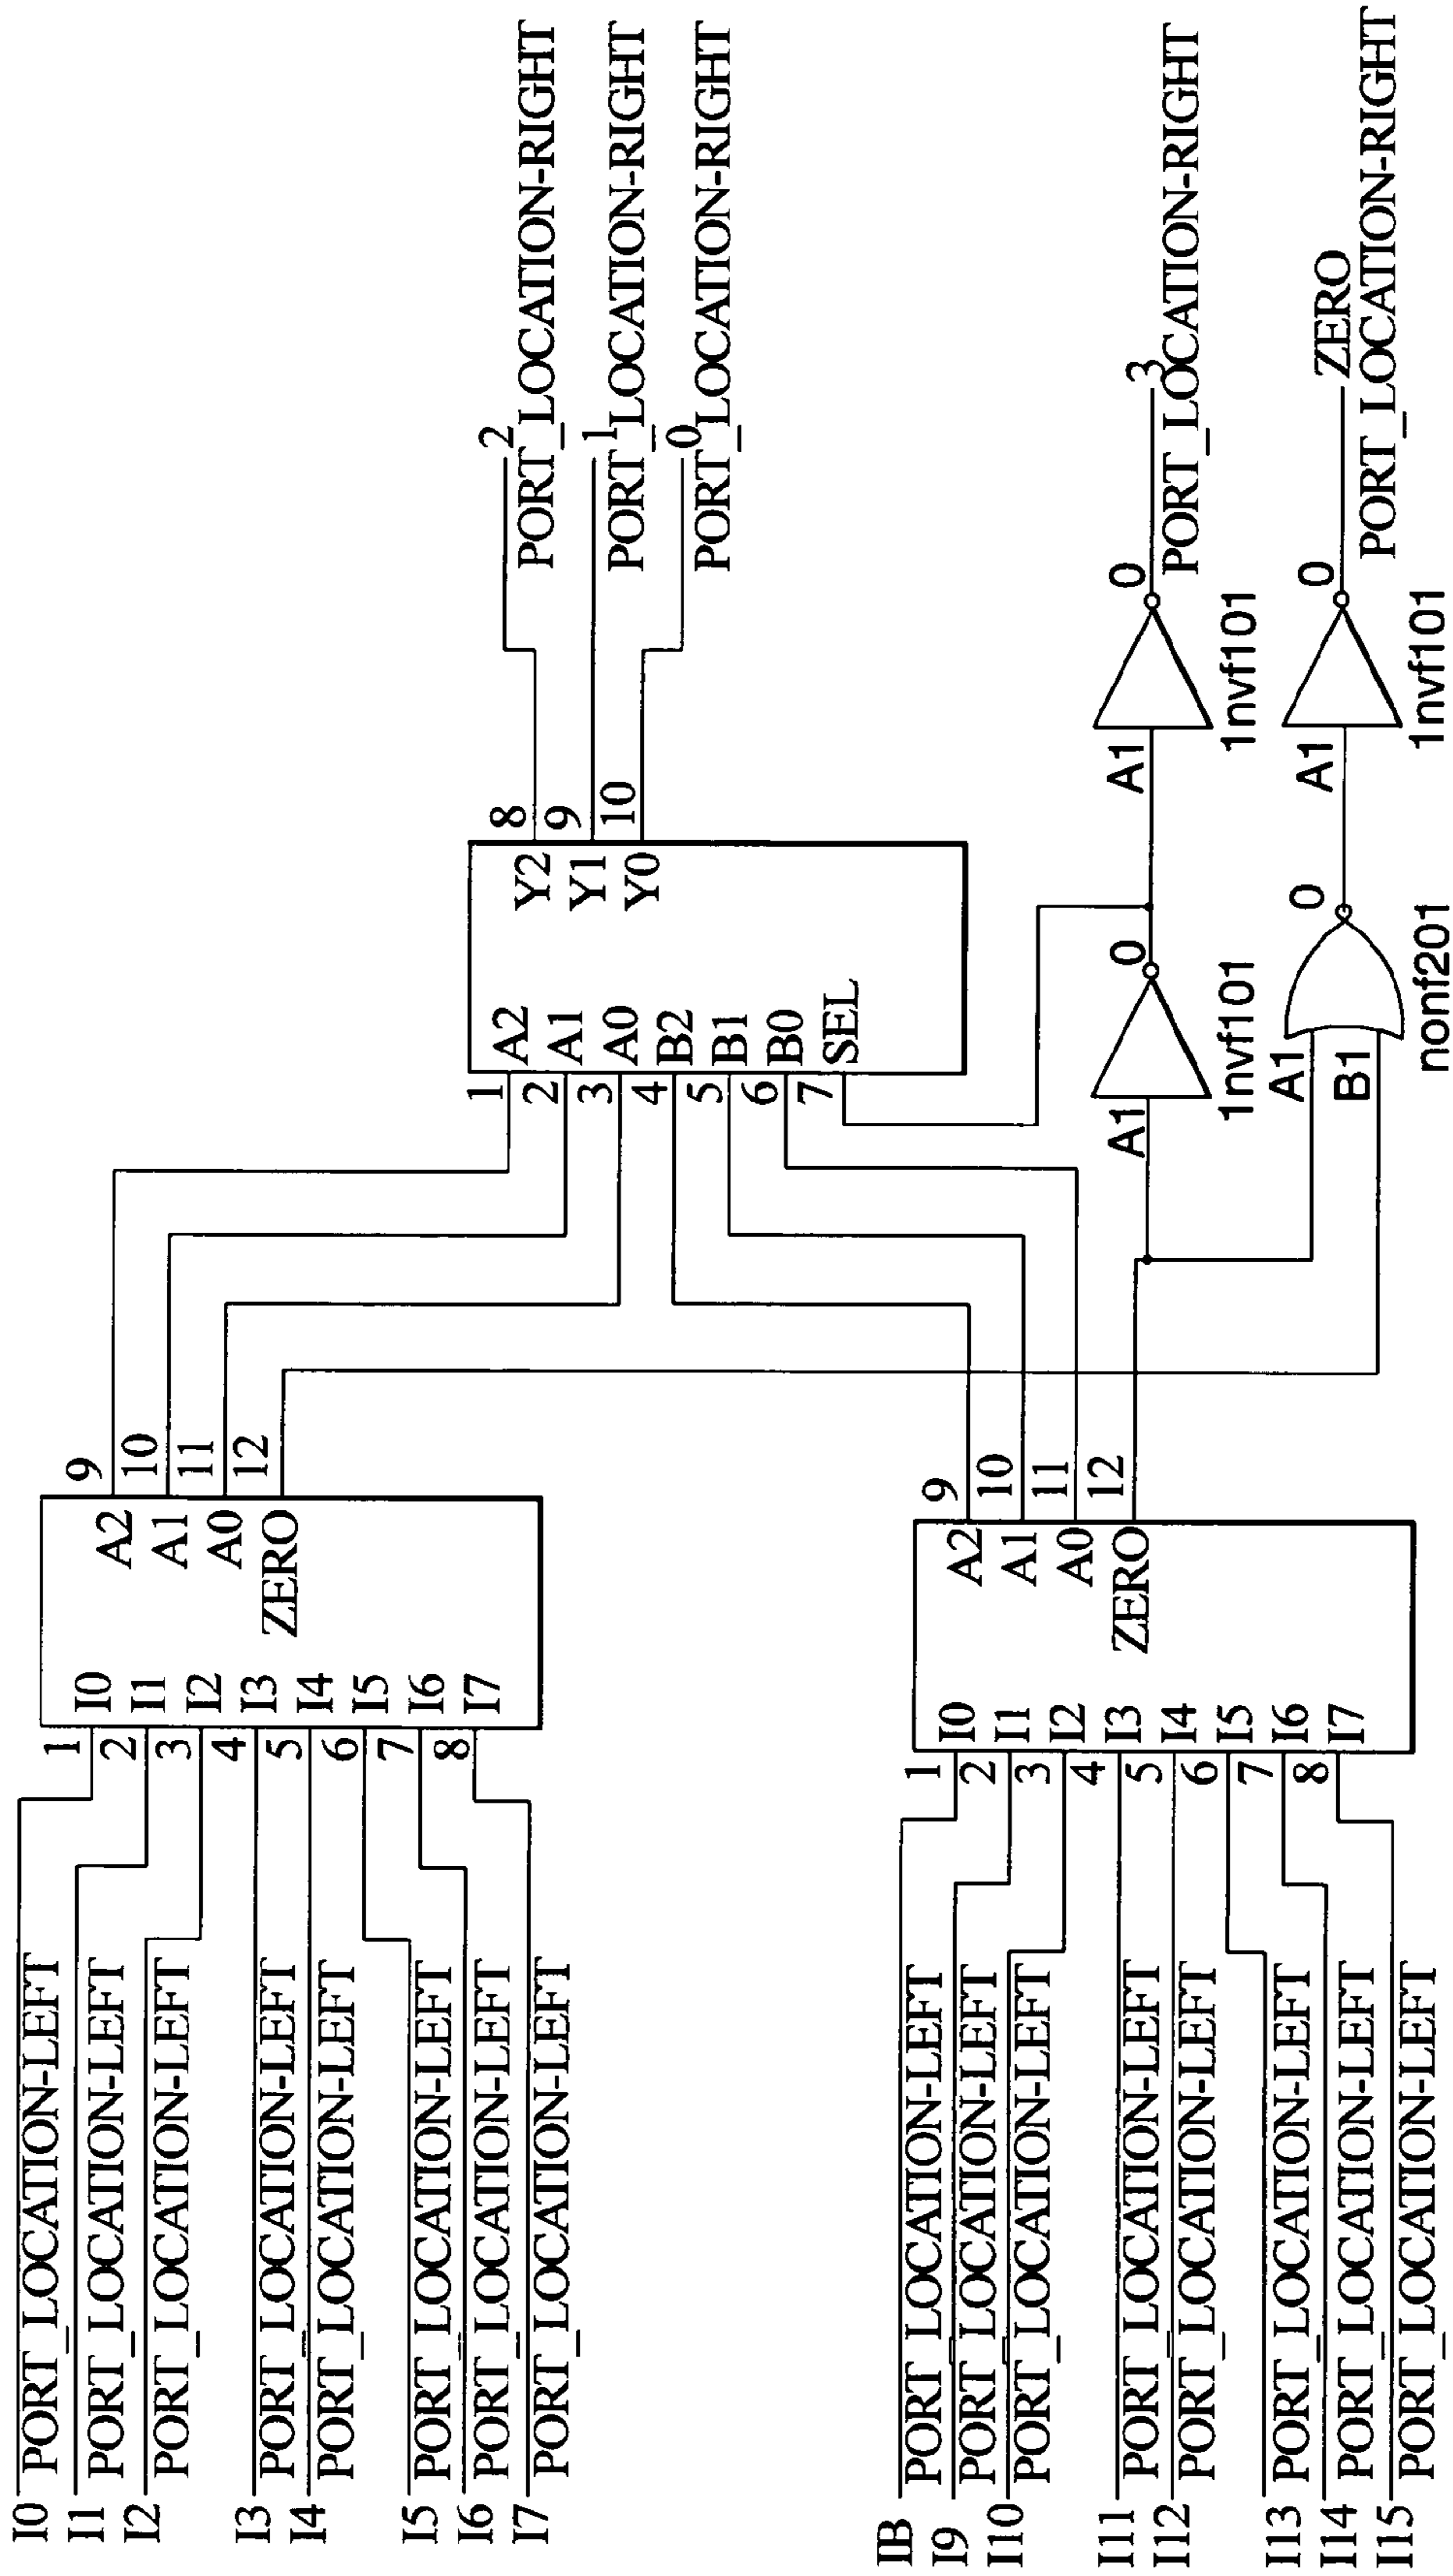 I0
PORT_LOCATION-LEFT
I1
PORT_LOCATION-LEFT
I2
PORT_LOCATION-LEFT
I3
PORT_LOCATION-LEFT
I4
PORT_LOCATION-LEFT
I5
PORT_LOCATION-LEFT
I6
PORT_LOCATION-LEFT
I7
PORT_LOCATION-LEFT
1 I0
2 I1
3 I2
4 I3
5 I4
6 I5
7 I6
8 I7
A2 9
A1 10
A0 11
ZERO 12
IB
PORT_LOCATION-LEFT
I9
PORT_LOCATION-LEFT
I10
PORT_LOCATION-LEFT
I11
PORT_LOCATION-LEFT
I12
PORT_LOCATION-LEFT
I13
PORT_LOCATION-LEFT
I14
PORT_LOCATION-LEFT
I15
PORT_LOCATION-LEFT
1 I0
2 I1
3 I2
4 I3
5 I4
6 I5
7 I6
8 I7
A2 9
A1 10
A0 11
ZERO 12
1 A2
2 A1
3 A0
4 B2
5 B1
6 B0
7 SEL
Y2 8
Y1 9
Y0 10
2
PORT_LOCATION-RIGHT
1
PORT_LOCATION-RIGHT
0
PORT_LOCATION-RIGHT
A1 0
1nvf101
A1 0
1nvf101
3
PORT_LOCATION-RIGHT
A1 0
B1
nonf201
A1 0
1nvf101
ZERO
PORT_LOCATION-RIGHT